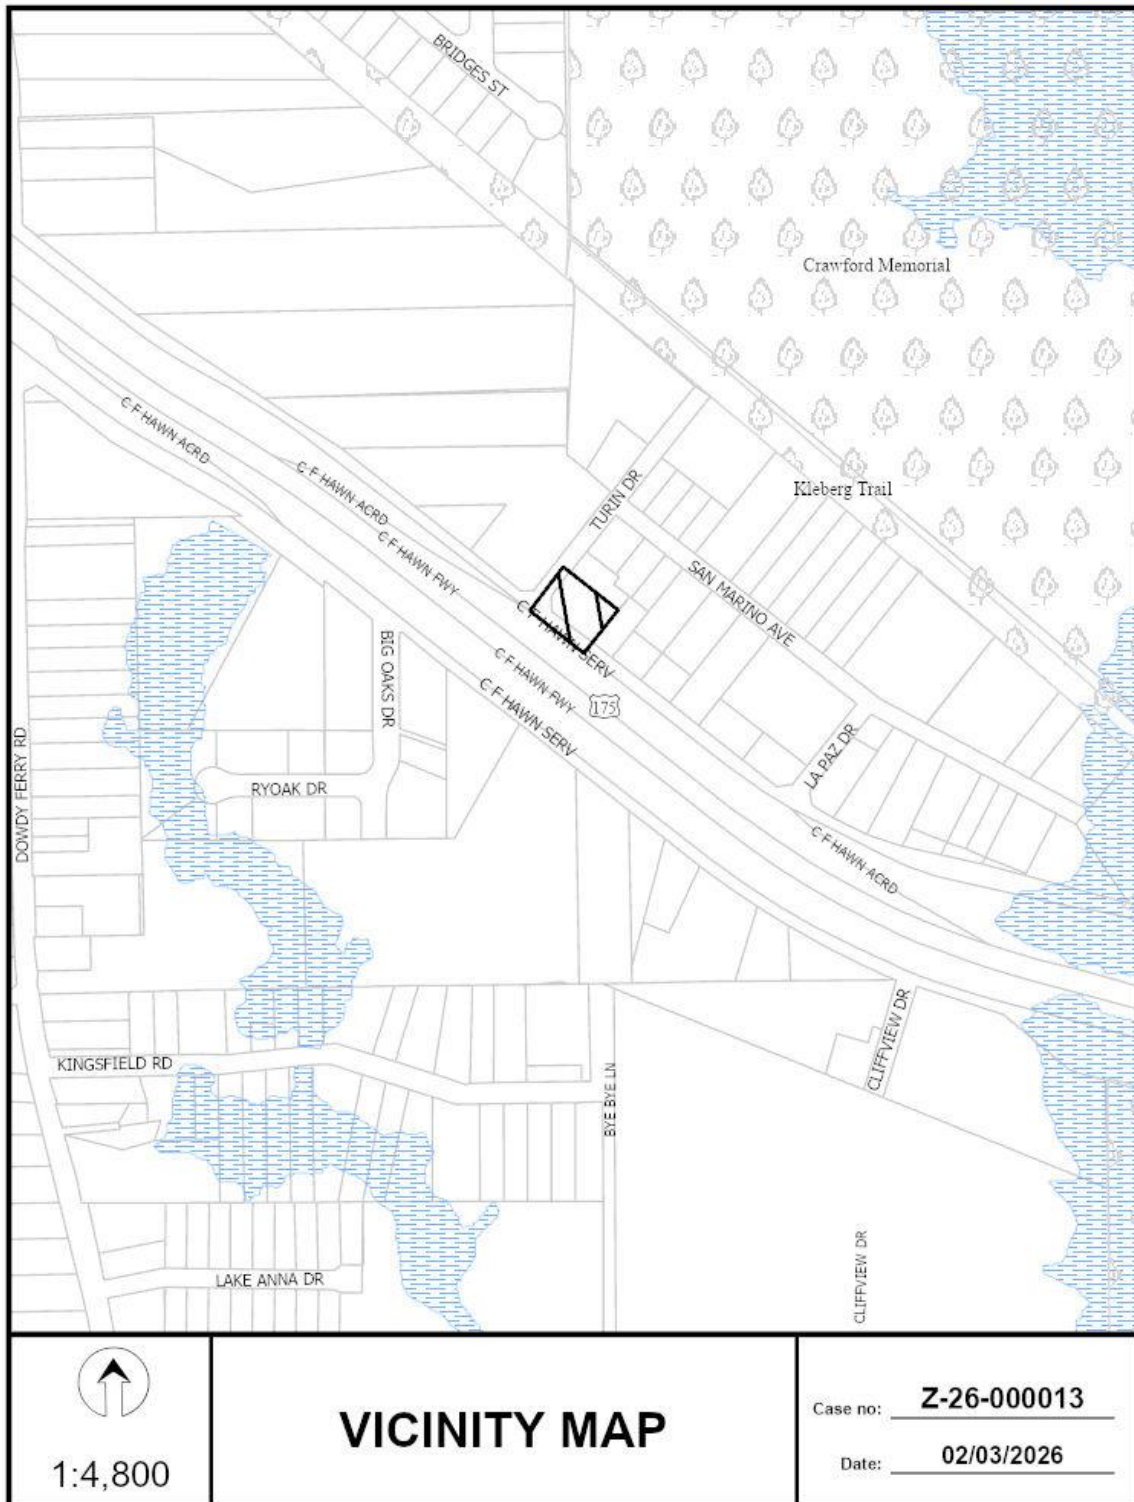 BRIDGES ST
Crawford Memorial
C F HAWN ACRD
C F HAWN ACRD
C F HAWN FWY
TURIN DR
Kleberg Trail
SAN MARINO AVE
C F HAWN SERV
C F HAWN FWY
175
C F HAWN SERV
BIG OAKS DR
DOWDY FERRY RD
RYOAK DR
LA PAZ DR
C F HAWN ACRD
CLIFFVIEW DR
KINGSFIELD RD
BYE BYE LN
CLIFFVIEW DR
LAKE ANNA DR
1:4,800
VICINITY MAP
Case no: Z-26-000013
Date: 02/03/2026